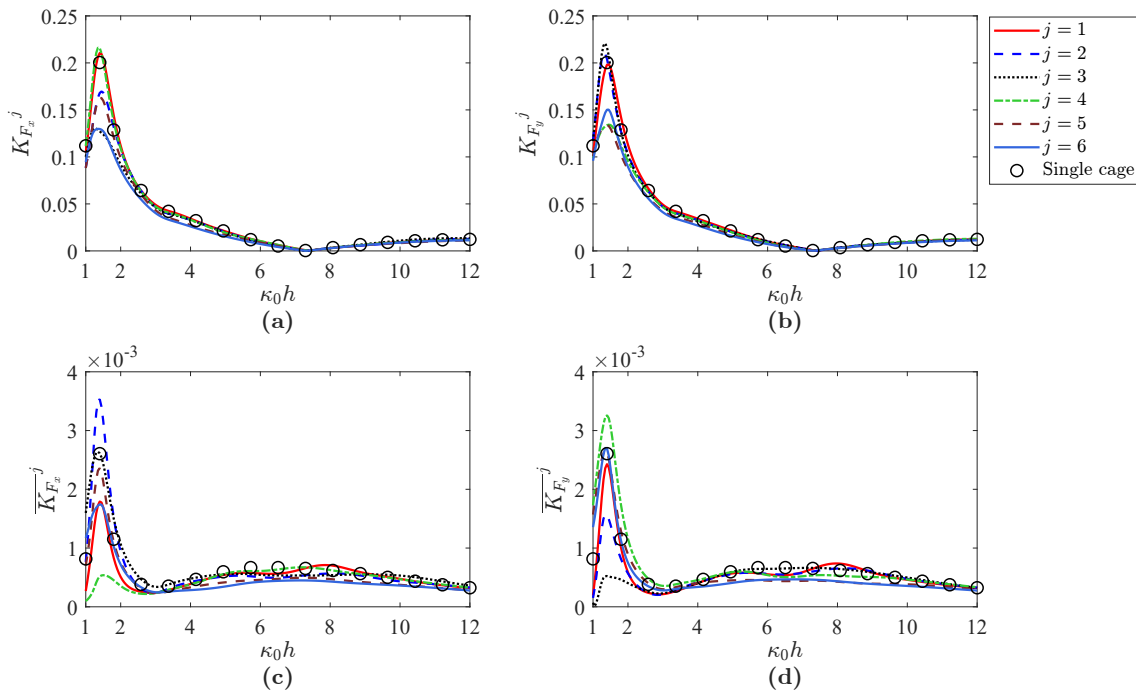 0.25
0.2
0.15
0.1
0.05
0
K_{F_x}^j
1 2 4 6 8 10 12
κ₀h
(a)
0.25
0.2
0.15
0.1
0.05
0
K_{F_y}^j
1 2 4 6 8 10 12
κ₀h
(b)
j = 1
j = 2
j = 3
j = 4
j = 5
j = 6
Single cage
×10⁻³
4
3
2
1
0
\overline{K_{F_x}}^j
1 2 4 6 8 10 12
κ₀h
(c)
×10⁻³
4
3
2
1
0
\overline{K_{F_y}}^j
1 2 4 6 8 10 12
κ₀h
(d)